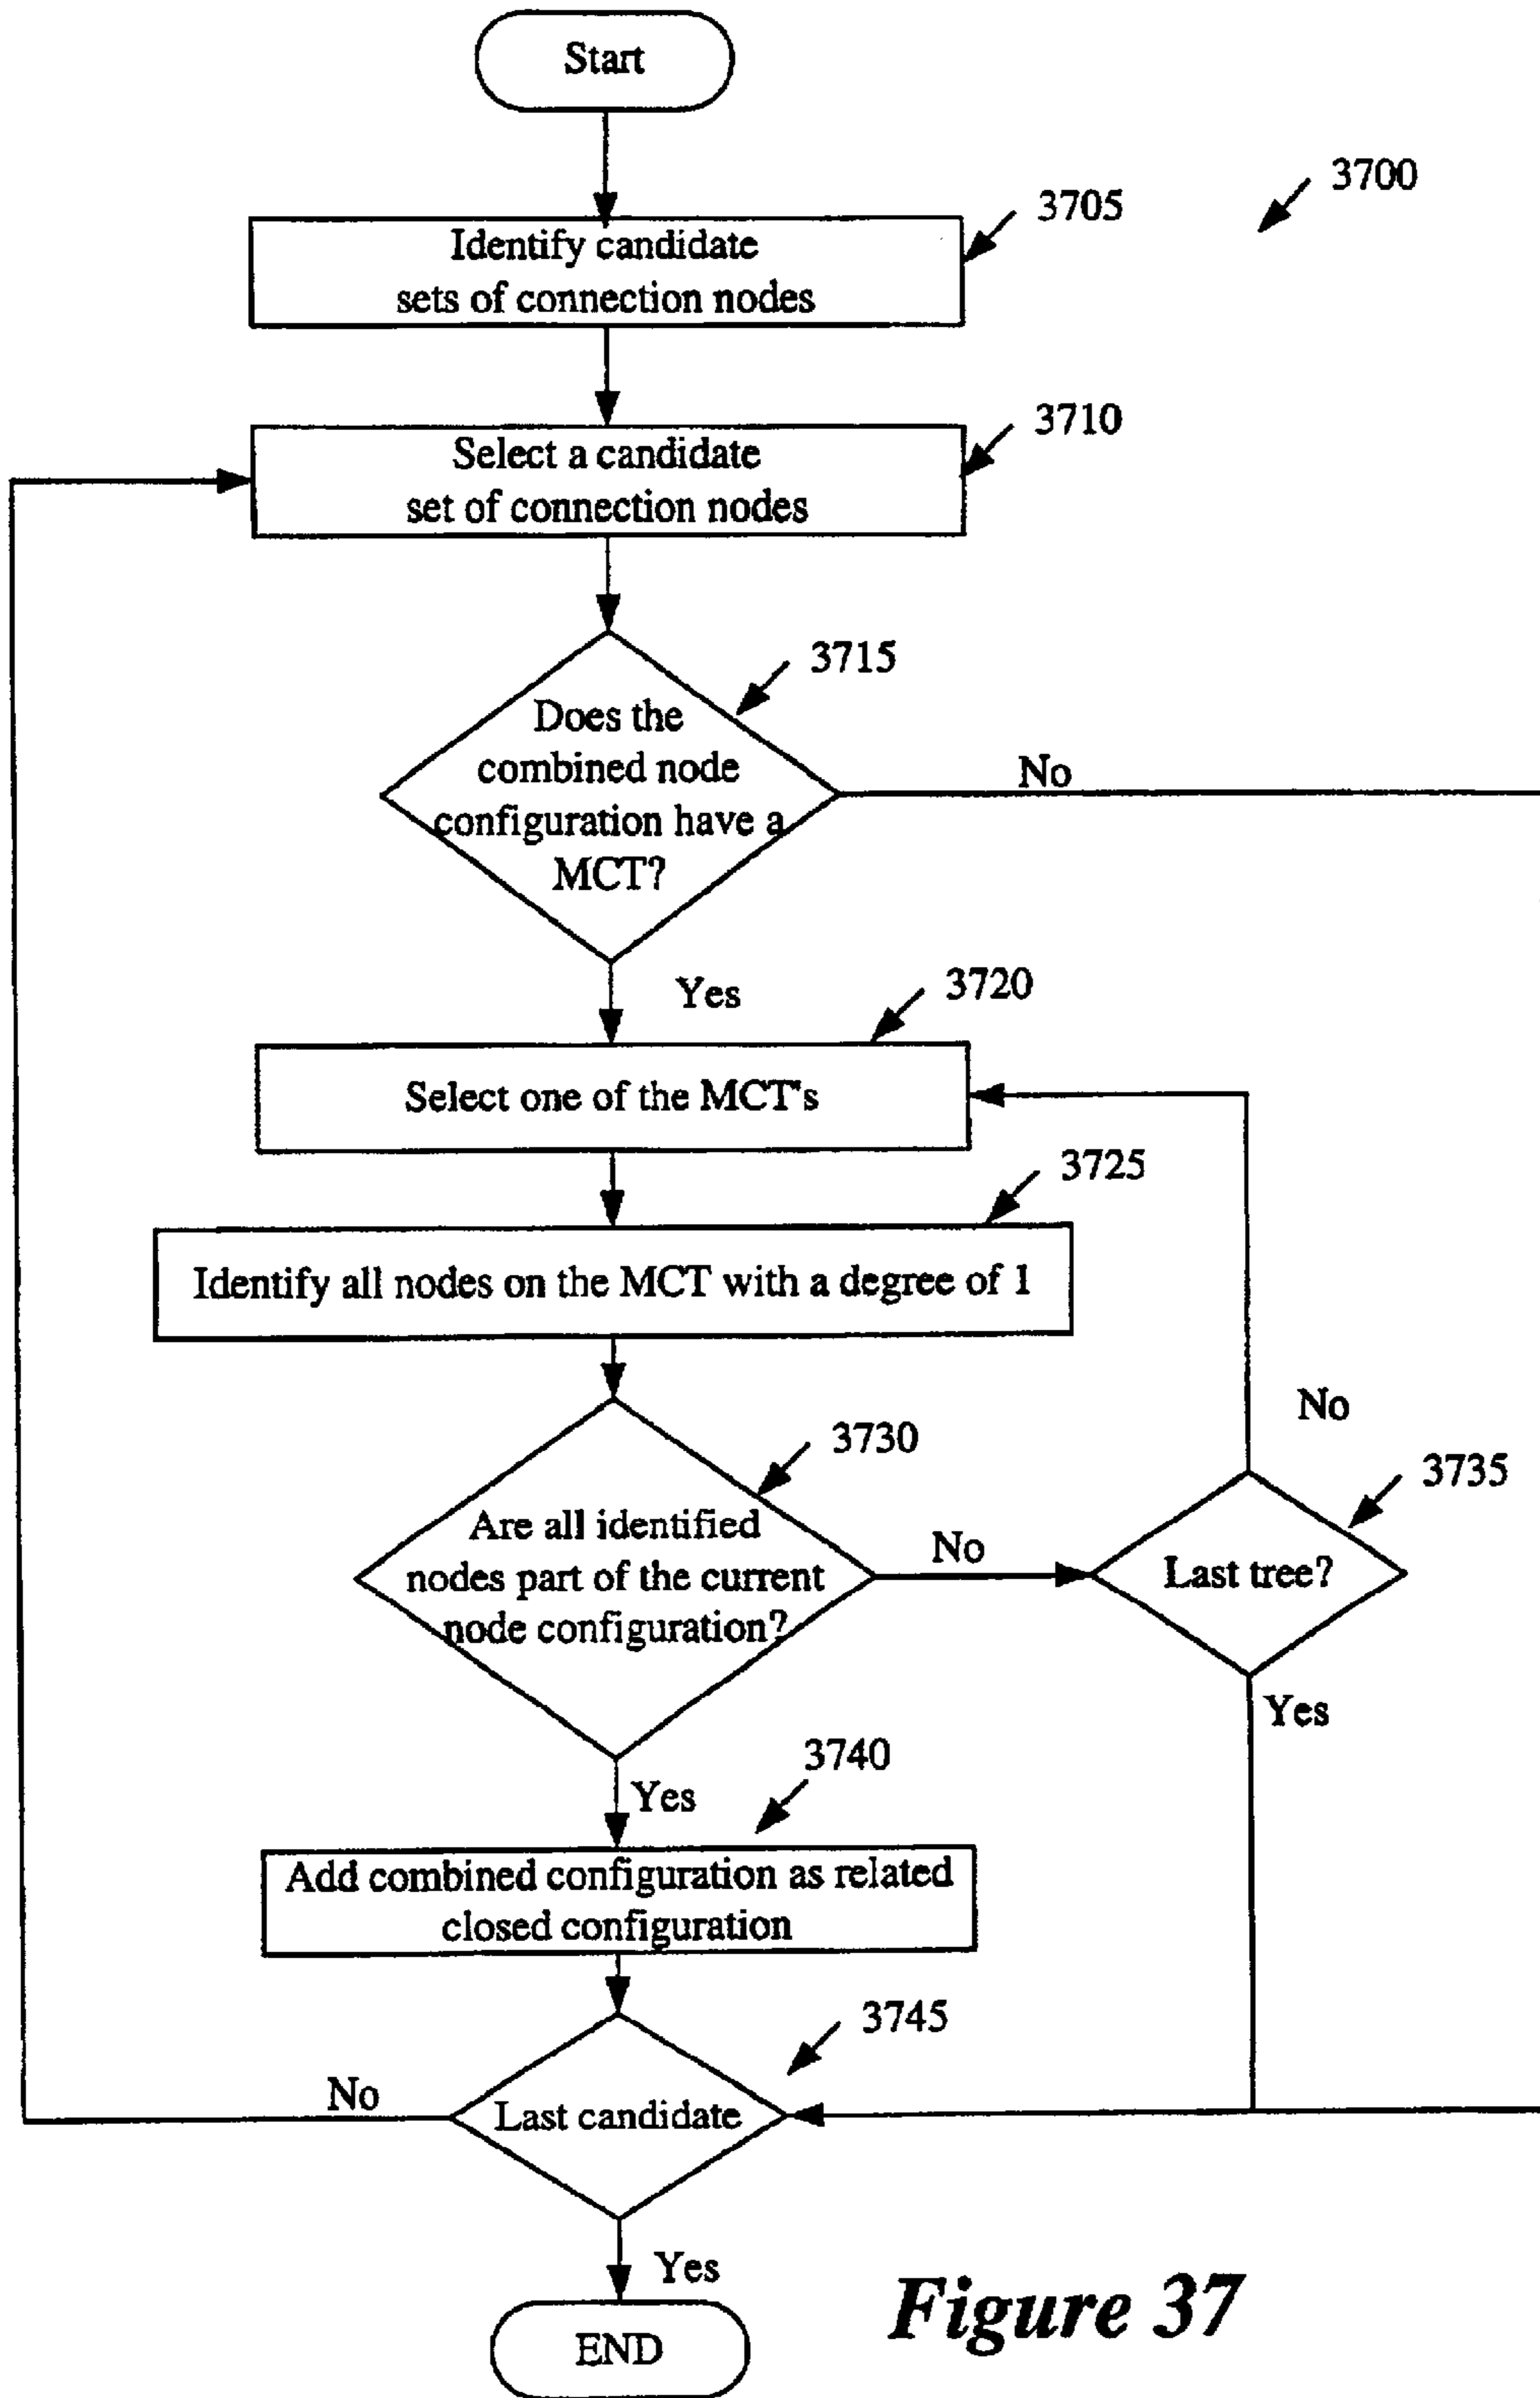 Start
3700
3705
Identify candidate
sets of connection nodes
3710
Select a candidate
set of connection nodes
3715
Does the
combined node
configuration have a
MCT?
No
Yes
3720
Select one of the MCT's
3725
Identify all nodes on the MCT with a degree of 1
No
3730
3735
Are all identified
nodes part of the current
node configuration?
No
Last tree?
Yes
3740
Yes
Add combined configuration as related
closed configuration
3745
No
Last candidate
Yes
END
Figure 37